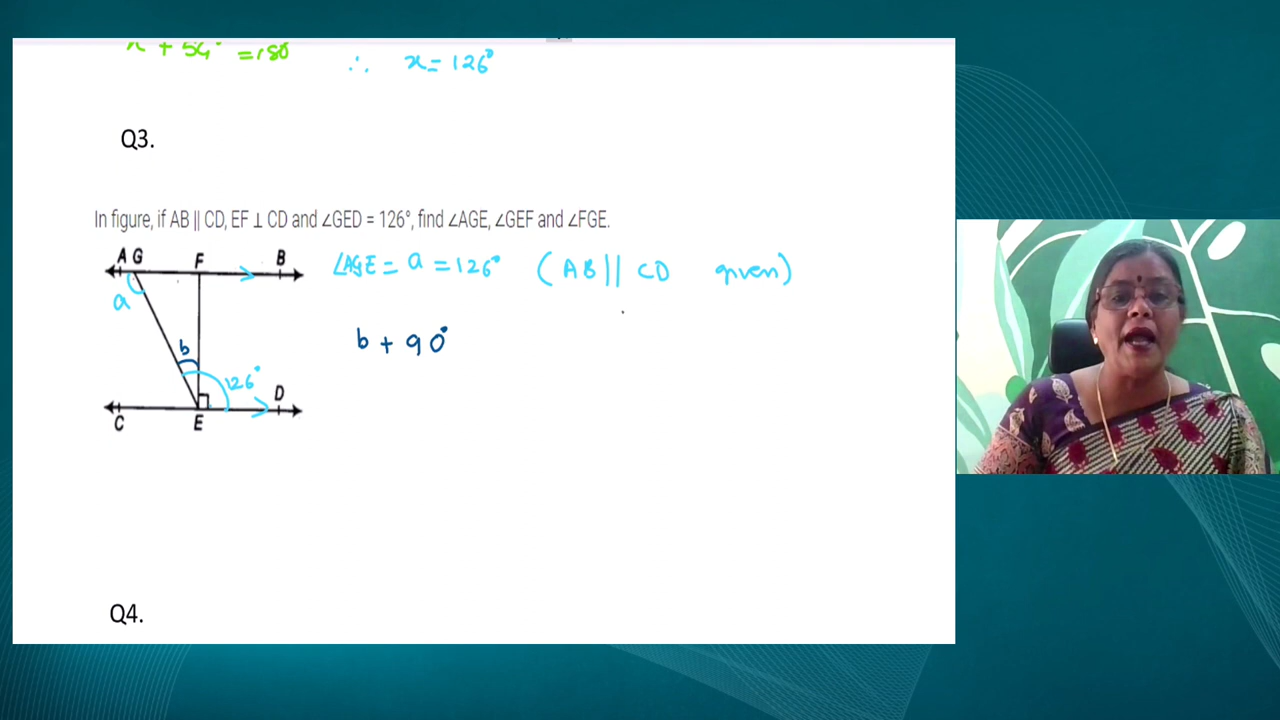 x + 54° = 180
∴ x = 126°
Q3.
In figure, if AB || CD, EF ⊥ CD and ∠GED = 126°, find ∠AGE, ∠GEF and ∠FGE.
A G F B
∠AGE = a = 126° (AB || CD given)
a
b + 90°
b
126°
D
C E
Q4.